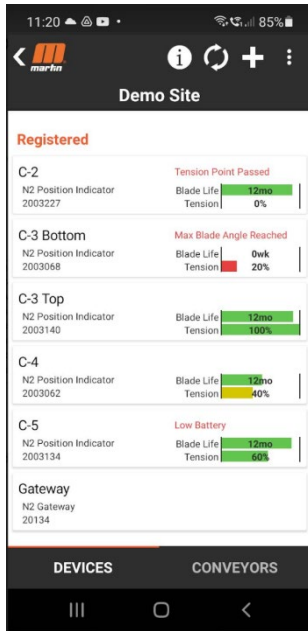 11:20
85%
martin
Demo Site
Registered
C-2
Tension Point Passed
N2 Position Indicator
Blade Life 12mo
2003227
Tension 0%
C-3 Bottom
Max Blade Angle Reached
N2 Position Indicator
Blade Life 0wk
2003068
Tension 20%
C-3 Top
N2 Position Indicator
Blade Life 12mo
2003140
Tension 100%
C-4
N2 Position Indicator
Blade Life 12mo
2003062
Tension 40%
C-5
Low Battery
N2 Position Indicator
Blade Life 12mo
2003134
Tension 60%
Gateway
N2 Gateway
20134
DEVICES
CONVEYORS